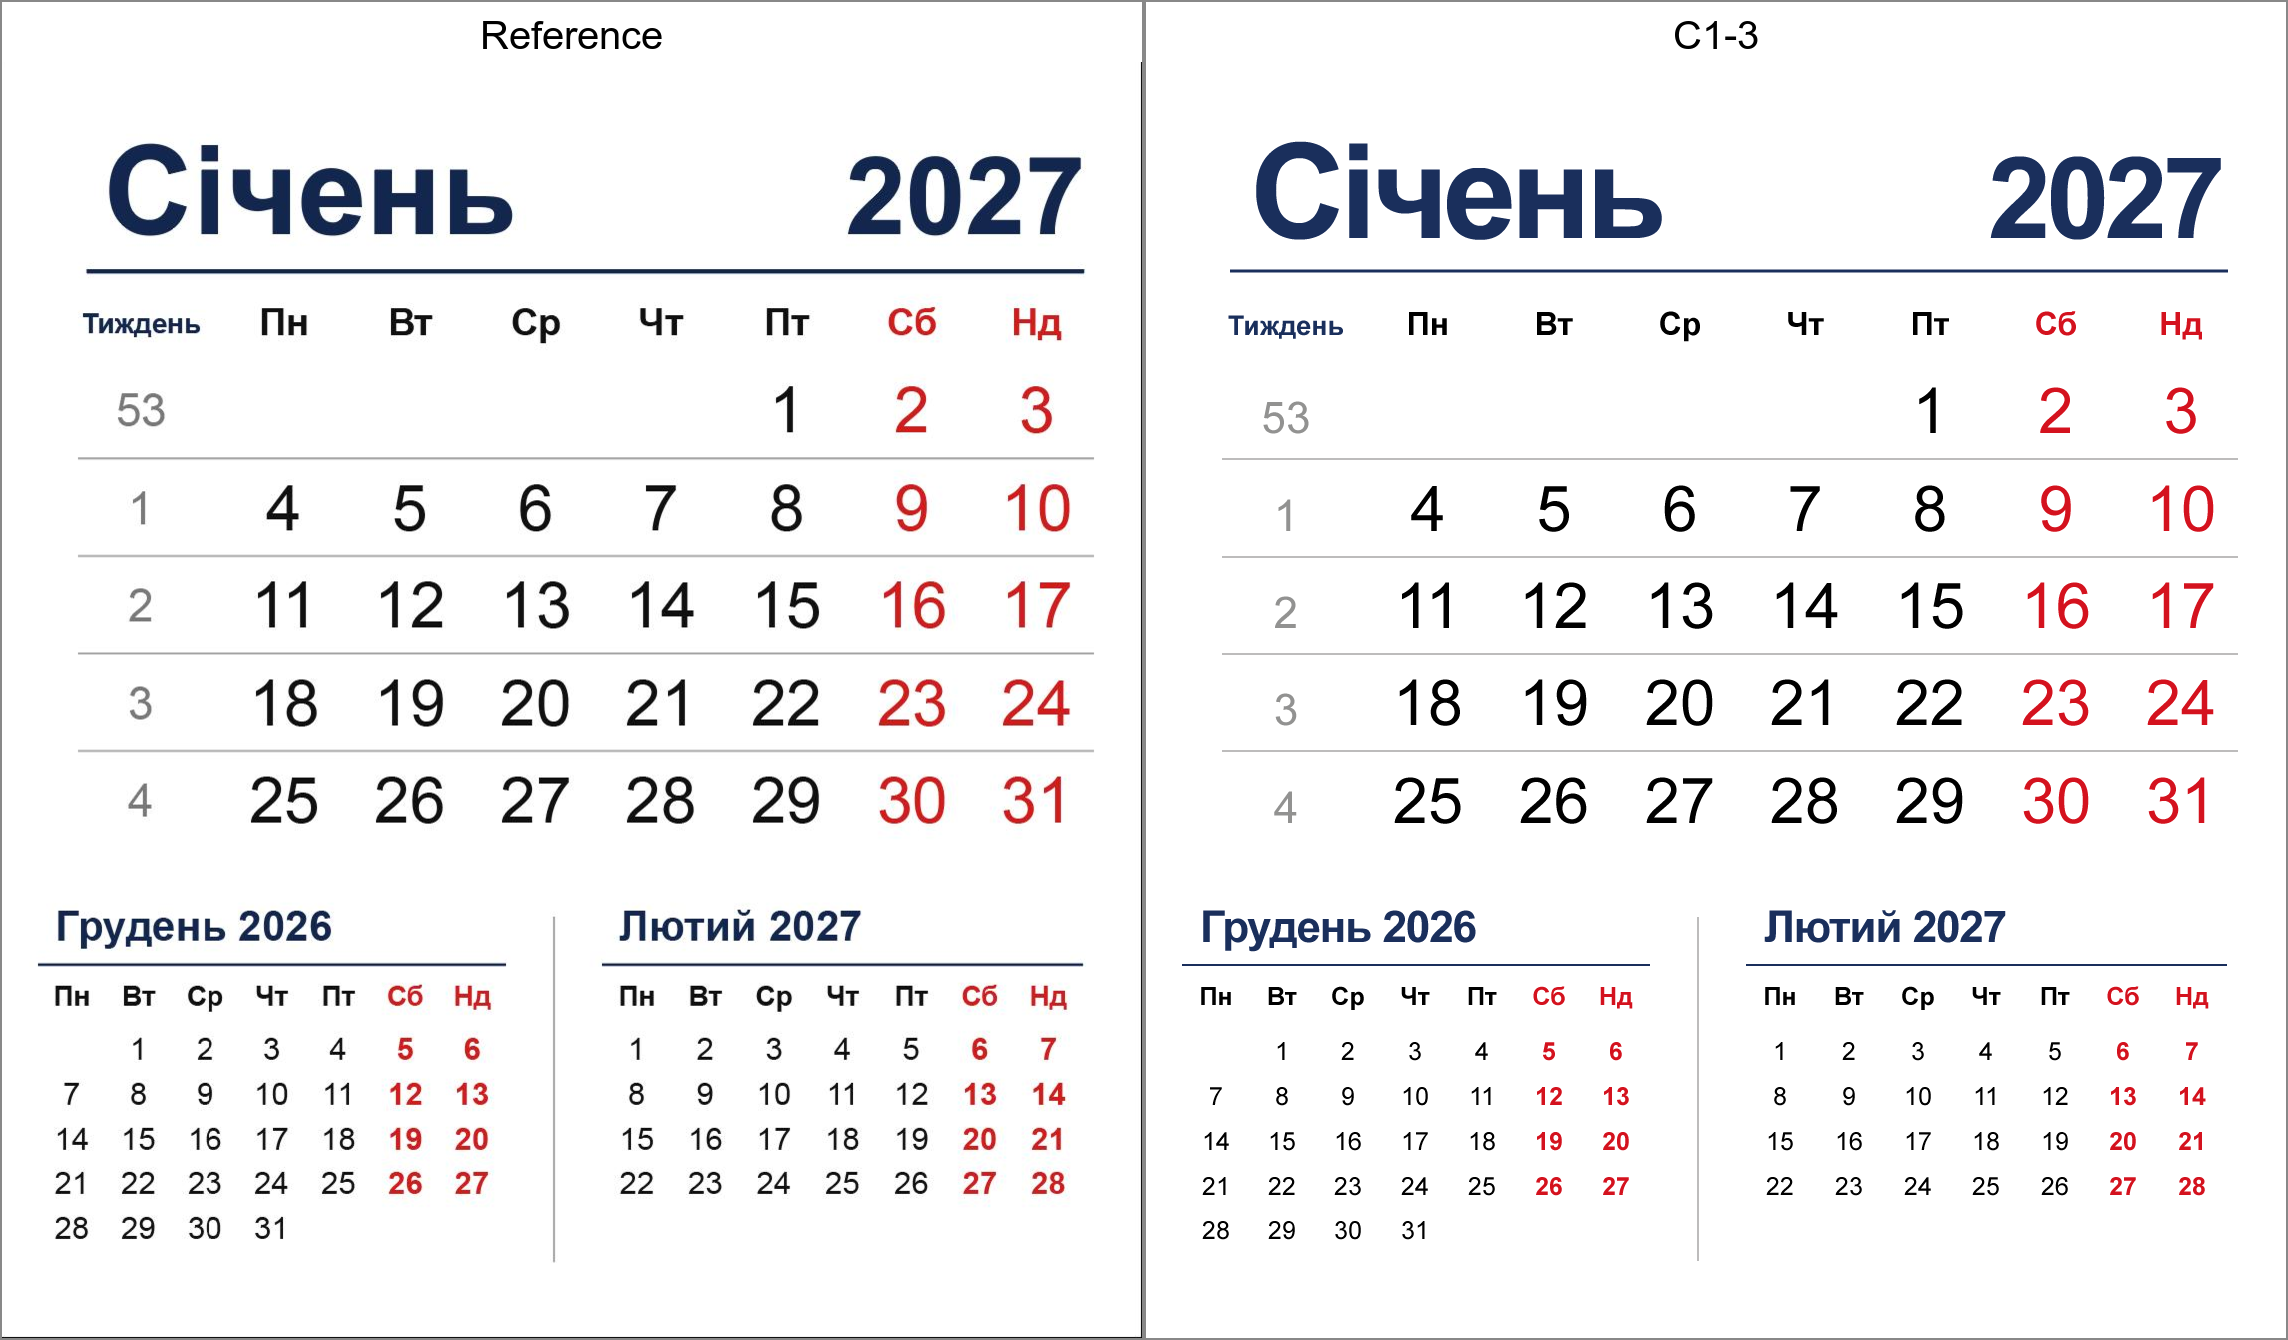 Reference
Січень 2027
Тиждень Пн Вт Ср Чт Пт Сб Нд
53 1 2 3
1 4 5 6 7 8 9 10
2 11 12 13 14 15 16 17
3 18 19 20 21 22 23 24
4 25 26 27 28 29 30 31
Грудень 2026
Пн Вт Ср Чт Пт Сб Нд
1 2 3 4 5 6
7 8 9 10 11 12 13
14 15 16 17 18 19 20
21 22 23 24 25 26 27
28 29 30 31
Лютий 2027
Пн Вт Ср Чт Пт Сб Нд
1 2 3 4 5 6 7
8 9 10 11 12 13 14
15 16 17 18 19 20 21
22 23 24 25 26 27 28
C1-3
Січень 2027
Тиждень Пн Вт Ср Чт Пт Сб Нд
53 1 2 3
1 4 5 6 7 8 9 10
2 11 12 13 14 15 16 17
3 18 19 20 21 22 23 24
4 25 26 27 28 29 30 31
Грудень 2026
Пн Вт Ср Чт Пт Сб Нд
1 2 3 4 5 6
7 8 9 10 11 12 13
14 15 16 17 18 19 20
21 22 23 24 25 26 27
28 29 30 31
Лютий 2027
Пн Вт Ср Чт Пт Сб Нд
1 2 3 4 5 6 7
8 9 10 11 12 13 14
15 16 17 18 19 20 21
22 23 24 25 26 27 28